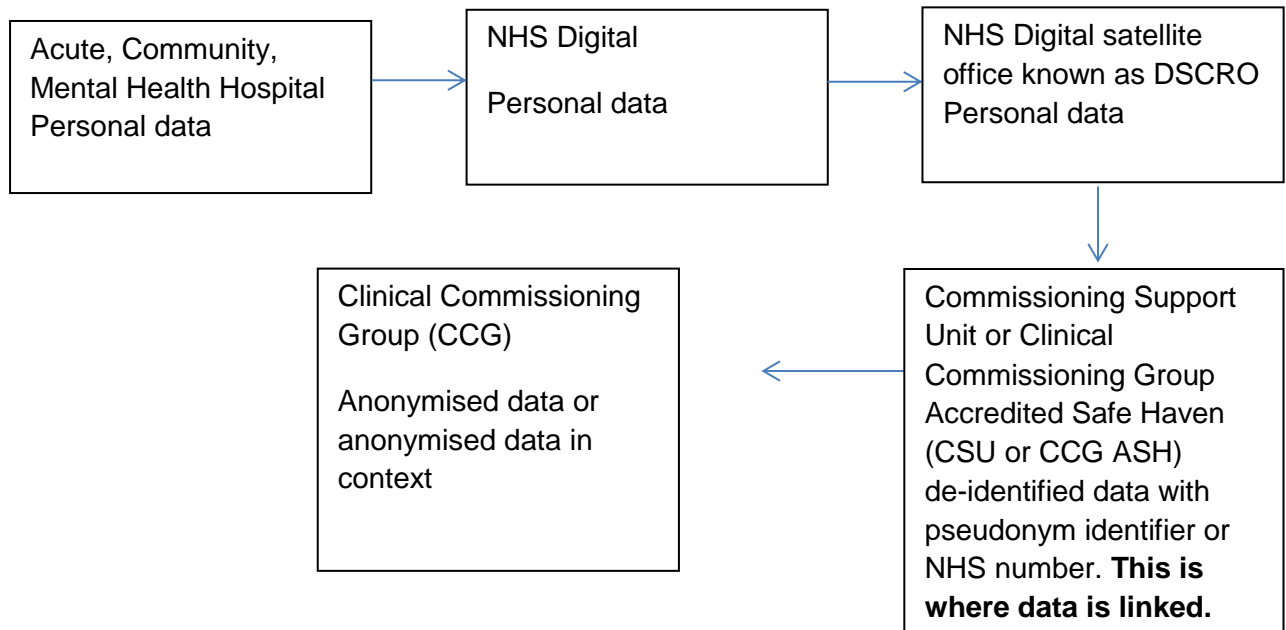 Acute, Community,
Mental Health Hospital
Personal data
NHS Digital
Personal data
NHS Digital satellite
office known as DSCRO
Personal data
Clinical Commissioning
Group (CCG)
Anonymised data or
anonymised data in
context
Commissioning Support
Unit or Clinical
Commissioning Group
Accredited Safe Haven
(CSU or CCG ASH)
de-identified data with
pseudonym identifier or
NHS number. This is
where data is linked.